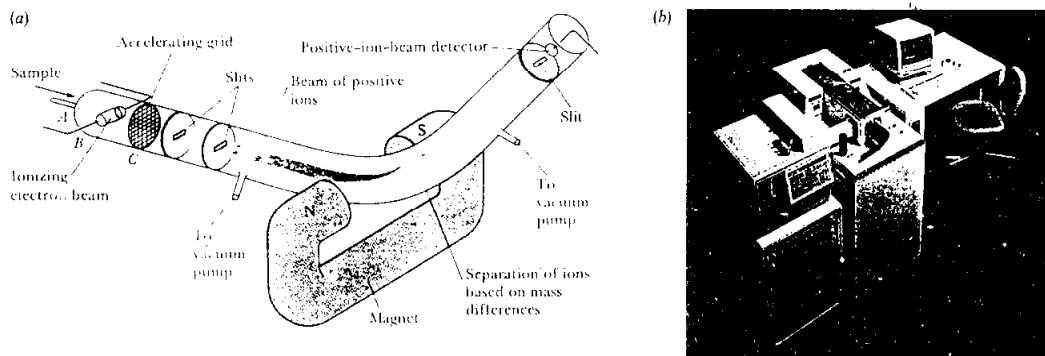 (a)
Accelerating grid
Sample
Slits
Beam of positive
ions
Positive-ion-beam detector
Slit
A
B
C
Ionizing
beam
To
vacuum
pump
N
S
Magnet
Separation of ions
based on mass
differences
To
vacuum
pump
(b)